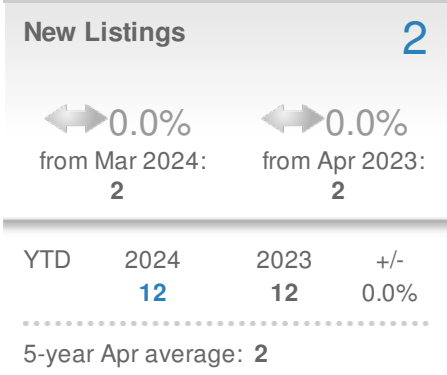 New Listings 2
0.0% 0.0%
from Mar 2024: from Apr 2023:
2 2
YTD 2024 2023 +/-
12 12 0.0%
5-year Apr average: 2